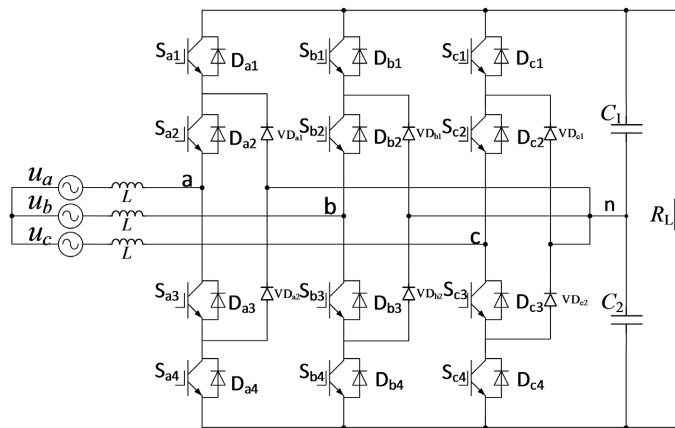 Sa1 Da1 Sb1 Db1 Sc1 Dc1
Sa2 Da2 VDa1 Sb2 Db2 VDb1 Sc2 Dc2 VDc1 C1
ua L a
ub L b n RL
uc L c
Sa3 Da3 VDa2 Sb3 Db3 VDb2 Sc3 Dc3 VDc2 C2
Sa4 Da4 Sb4 Db4 Sc4 Dc4